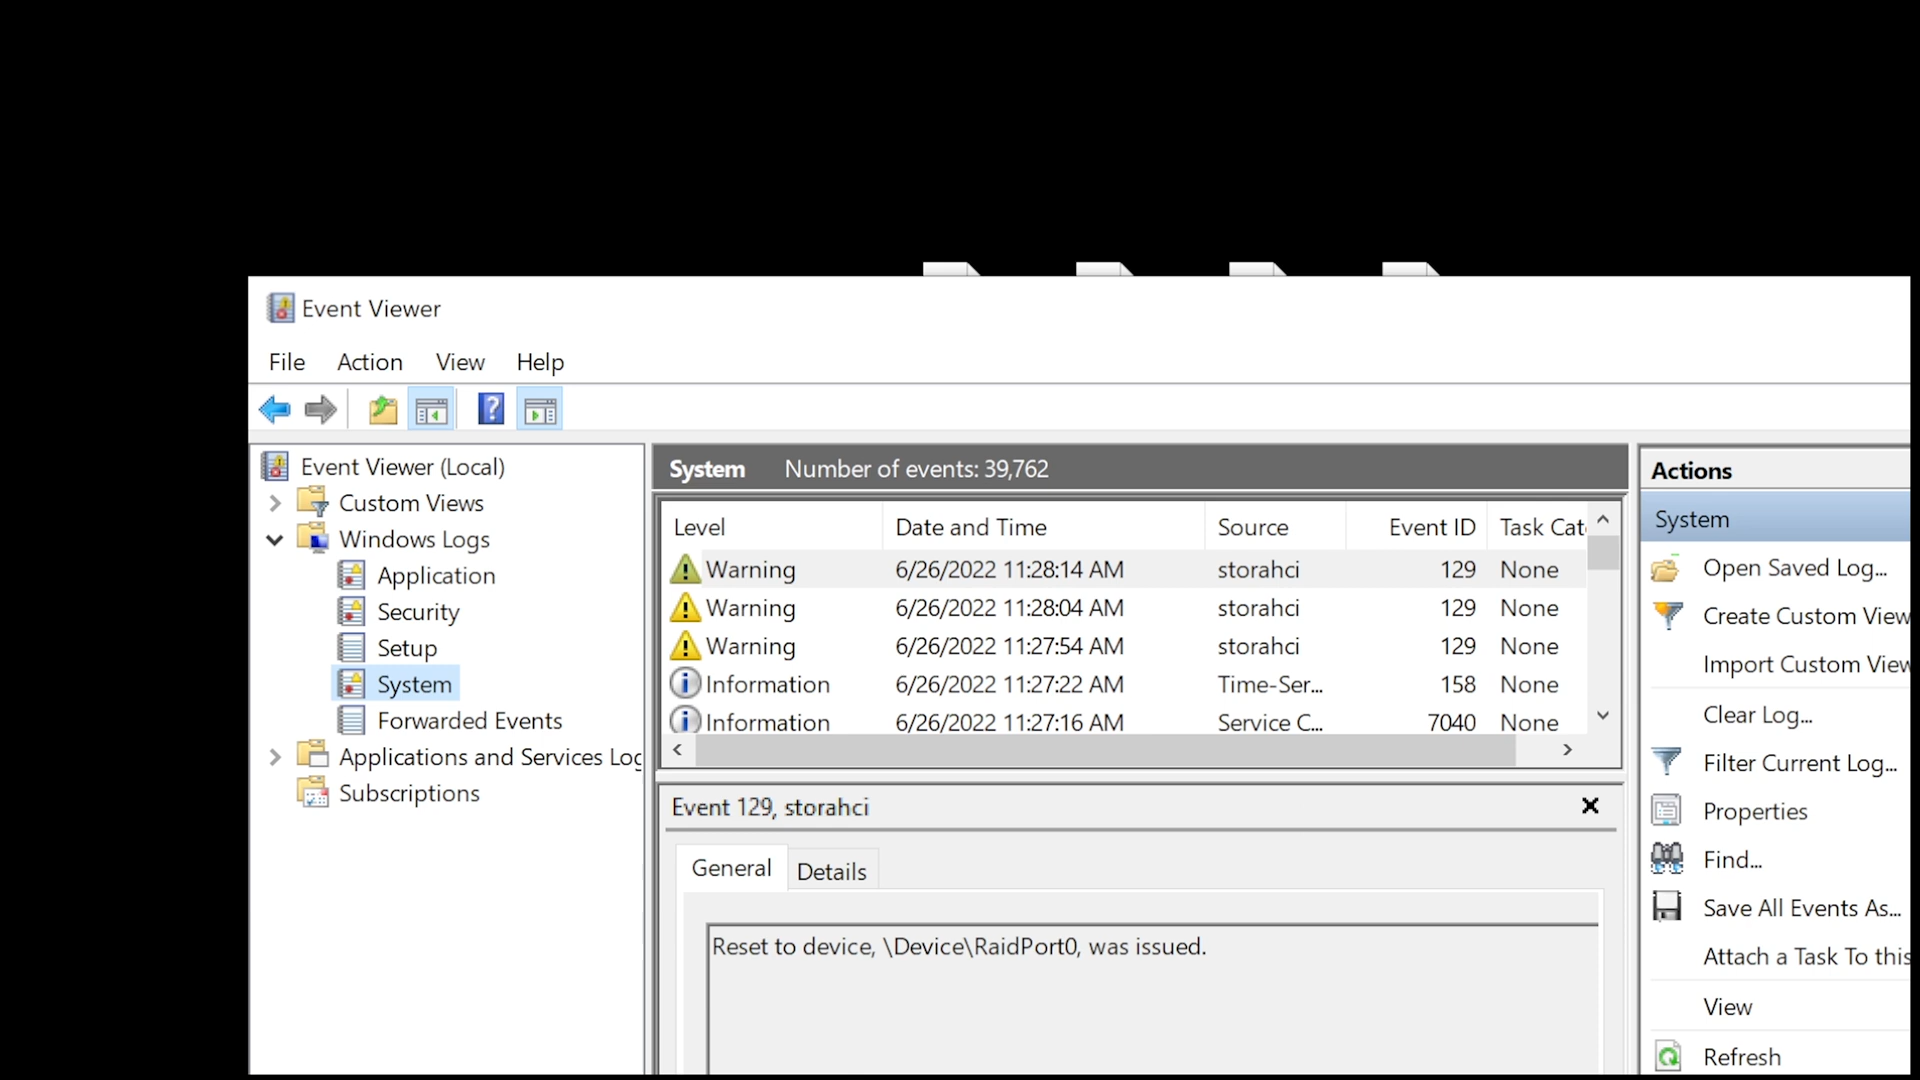 Event Viewer
File Action View Help
Event Viewer (Local)
Custom Views
Windows Logs
Application
Security
Setup
System
Forwarded Events
Applications and Services Log
Subscriptions
System Number of events: 39,762
Level Date and Time Source Event ID Task Cat
Warning 6/26/2022 11:28:14 AM storahci 129 None
Warning 6/26/2022 11:28:04 AM storahci 129 None
Warning 6/26/2022 11:27:54 AM storahci 129 None
Information 6/26/2022 11:27:22 AM Time-Ser... 158 None
Information 6/26/2022 11:27:16 AM Service C... 7040 None
Event 129, storahci
General Details
Reset to device, \Device\RaidPort0, was issued.
Actions
System
Open Saved Log...
Create Custom View
Import Custom View
Clear Log...
Filter Current Log...
Properties
Find...
Save All Events As...
Attach a Task To this
View
Refresh